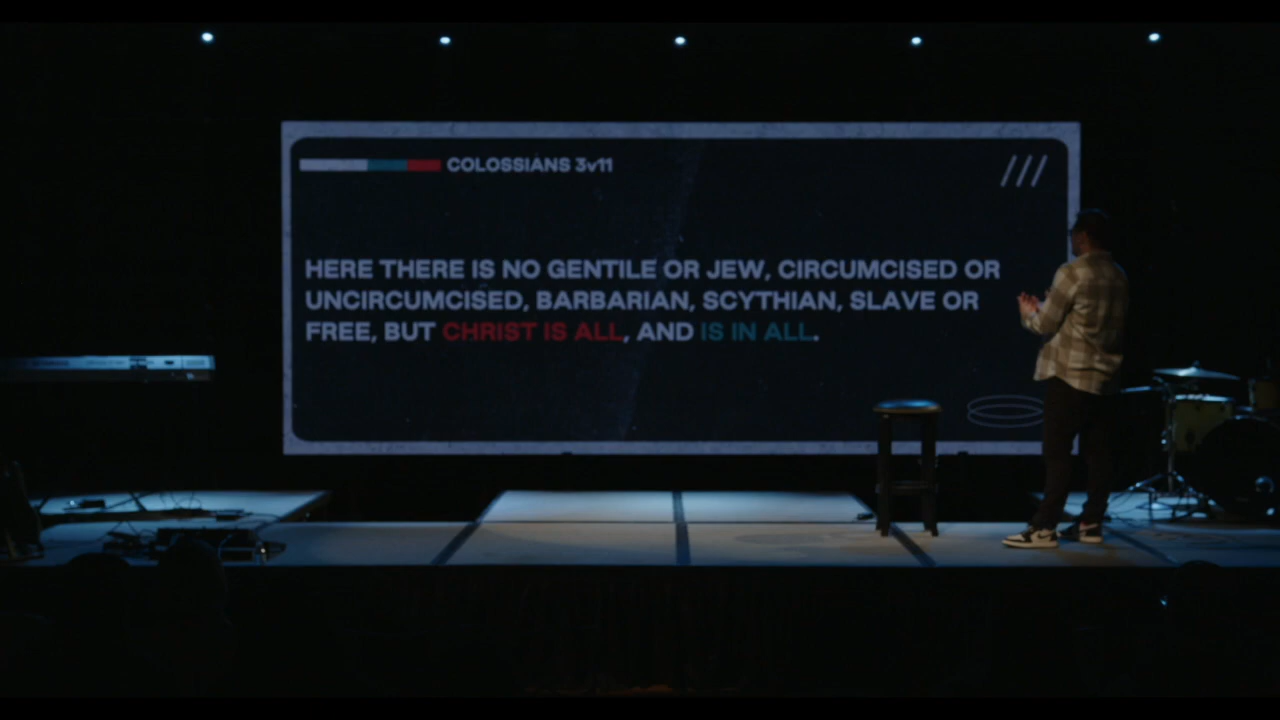 COLOSSIANS 3v11
HERE THERE IS NO GENTILE OR JEW, CIRCUMCISED OR
UNCIRCUMCISED, BARBARIAN, SCYTHIAN, SLAVE OR
FREE, BUT CHRIST IS ALL, AND IS IN ALL.